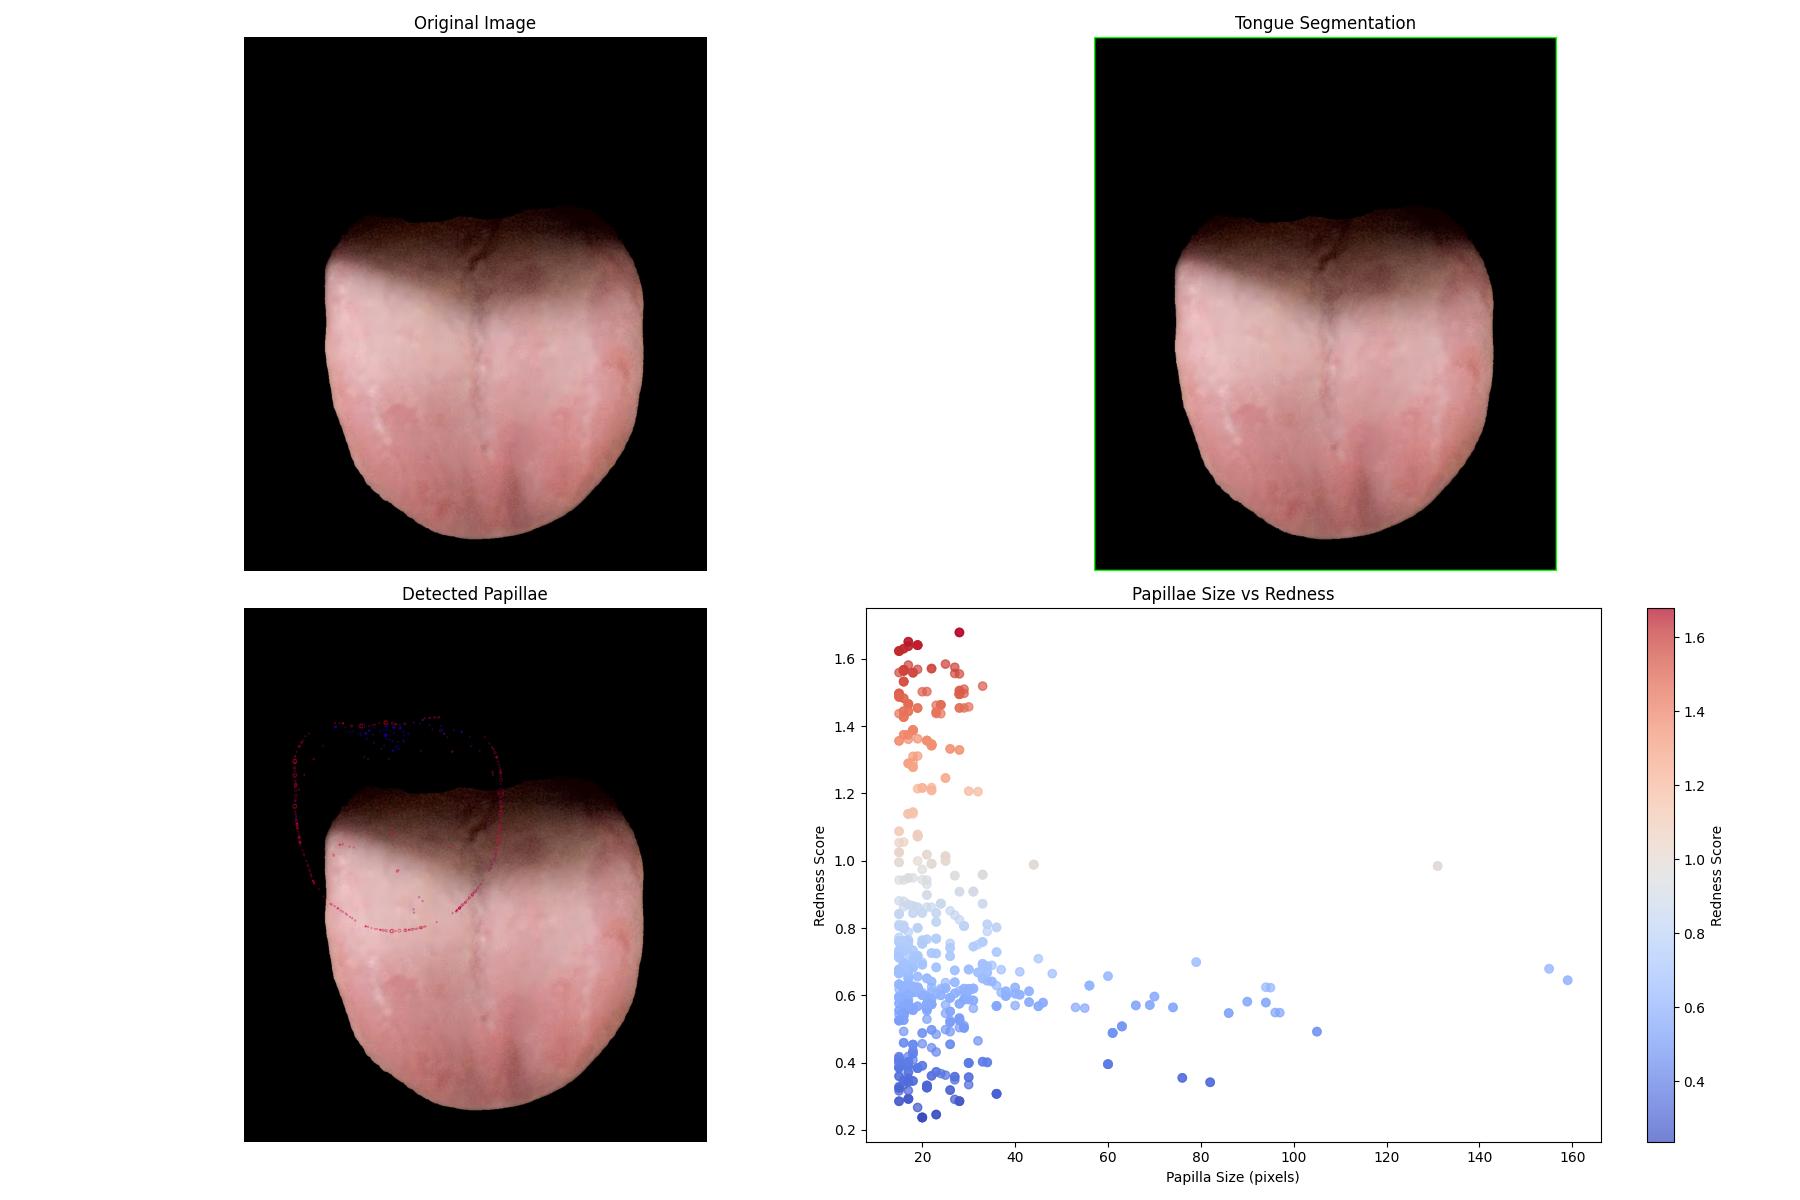 Original Image
Tongue Segmentation
Detected Papillae
Papillae Size vs Redness
1.6
1.4
1.2
1.0
0.8
0.6
0.4
0.2
Redness Score
20 40 60 80 100 120 140 160
Papilla Size (pixels)
1.6
1.4
1.2
1.0
0.8
0.6
0.4
Redness Score